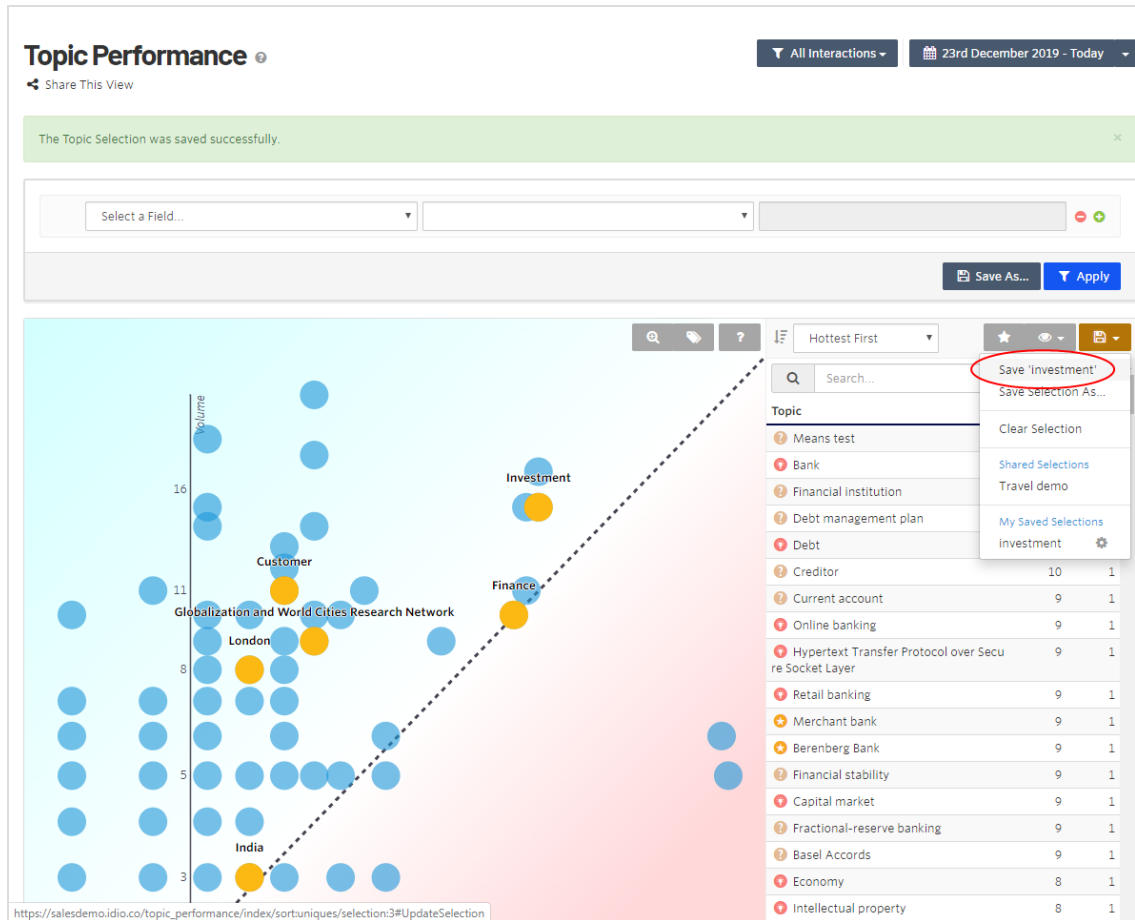 Topic Performance ?
Share This View
All Interactions
23rd December 2019 - Today
The Topic Selection was saved successfully.
×
Select a Field...
Save As...
Apply
?
Hottest First
Search...
Save 'investment'
Save Selection As...
Clear Selection
Shared Selections
Travel demo
My Saved Selections
investment
Topic
? Means test
Bank
? Financial institution
? Debt management plan
Debt
? Creditor 10 1
? Current account 9 1
Online banking 9 1
Hypertext Transfer Protocol over Secu 9 1
re Socket Layer
Retail banking 9 1
Merchant bank 9 1
Berenberg Bank 9 1
? Financial stability 9 1
Capital market 9 1
? Fractional-reserve banking 9 1
? Basel Accords 9 1
Economy 8 1
Intellectual property 8 1
Volume
16
11
8
5
3
Investment
Customer
Finance
Globalization and World Cities Research Network
London
India
https://salesdemo.idio.co/topic_performance/index/sort:uniques/selection:3#UpdateSelection